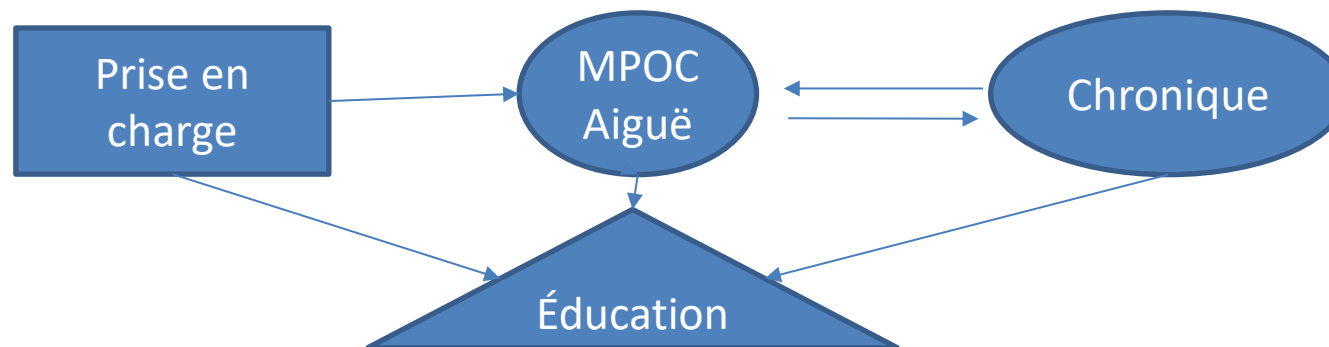 Prise en
charge
MPOC
Aiguë
Chronique
Éducation